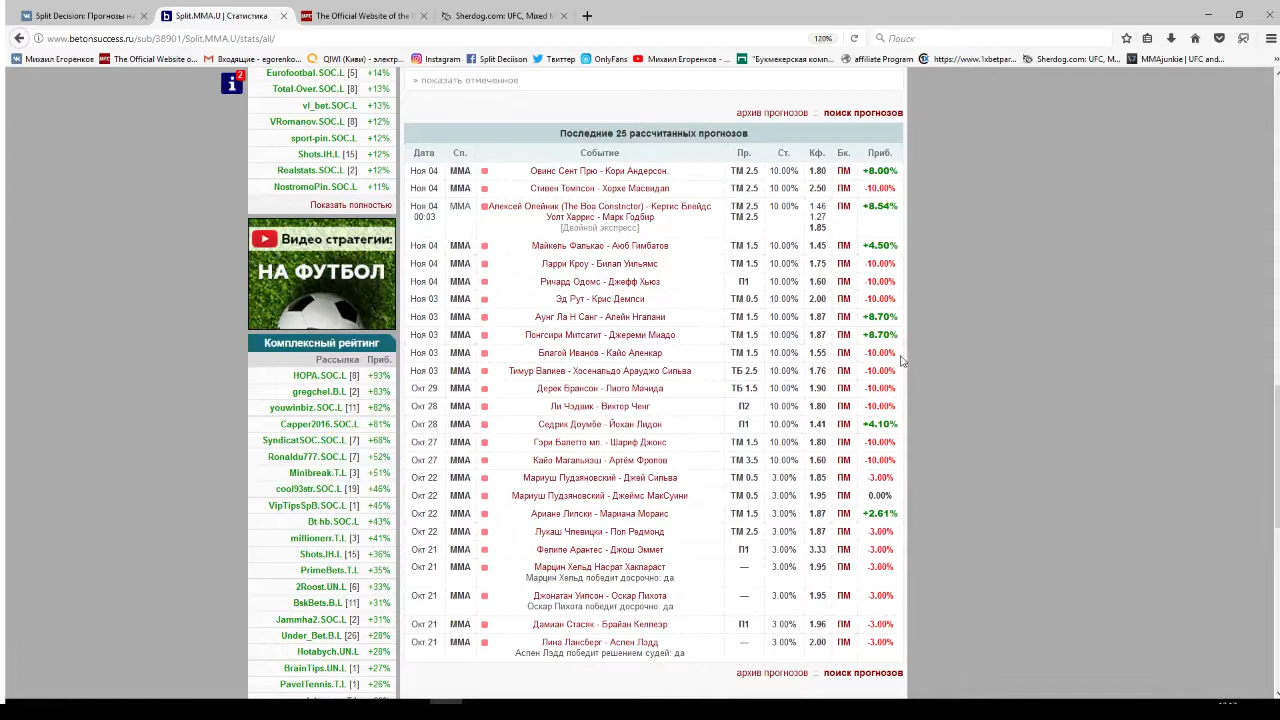 Split Decision: Прогнозы на
Split.MMA.U | Статистика
The Official Website of the U
Sherdog.com: UFC, Mixed M
www.betonsuccess.ru/sub/38901/Split.MMA.U/stats/all/
120%
Поиск
Михаил Егоренков
The Official Website o...
Входящие - egorenko...
QIWI (Киви) - электр...
Instagram
Split Decision
Твиттер
OnlyFans
Михаил Егоренков - ...
"Букмекерская комп...
affiliate Program
https://www.1xbetpar...
Sherdog.com: UFC, M...
MMAjunkie | UFC and...
2
Eurofootbal.SOC.L [5] +14%
Total-Over.SOC.L [8] +13%
vl_bet.SOC.L +13%
VRomanov.SOC.L [8] +12%
sport-pin.SOC.L +12%
Shots.IH.L [15] +12%
Realstats.SOC.L [2] +12%
NostromoPin.SOC.L +11%
Показать полностью
Видео стратегии:
НА ФУТБОЛ
Комплексный рейтинг
Рассылка Приб.
HOPA.SOC.L [8] +93%
gregchel.B.L [2] +83%
youwinbiz.SOC.L [11] +82%
Capper2016.SOC.L +81%
SyndicatSOC.SOC.L [7] +68%
Ronaldu777.SOC.L [7] +52%
Minibreak.T.L [3] +51%
cool93str.SOC.L [19] +46%
VipTipsSpB.SOC.L [1] +45%
Bt-hb.SOC.L +43%
millionerr.T.L [3] +41%
Shots.IH.L [15] +36%
PrimeBets.T.L +35%
2Roost.UN.L [6] +33%
BskBets.B.L [11] +31%
Jammha2.SOC.L [2] +31%
Under_Bet.B.L [26] +28%
Hotabych.UN.L +28%
BrainTips.UN.L [1] +27%
PavelTennis.T.L [1] +26%
» показать отмеченное
архив прогнозов :: поиск прогнозов
Последние 25 рассчитанных прогнозов
Дата Сп. Событие Пр. Ст. Кф. Бк. Приб.
Ноя 04 MMA Овинс Сент Прю - Кори Андерсон. ТМ 2.5 10.00% 1.80 ПМ +8.00%
Ноя 04 MMA Стивен Томпсон - Хорхе Масвидал ТМ 2.5 10.00% 2.50 ПМ -10.00%
Ноя 04 MMA Алексей Олейник (The Boa Constrictor) - Кертис Блейдс ТМ 2.5 10.00% 1.46 ПМ +8.54%
00:03 Уолт Харрис - Марк Годбир ТМ 2.5 1.27
[Двойной экспресс] 1.85
Ноя 04 MMA Майкель Фалькао - Аюб Гимбатов ТМ 1.5 10.00% 1.45 ПМ +4.50%
Ноя 04 MMA Ларри Кроу - Билал Уильямс ТМ 1.5 10.00% 1.75 ПМ -10.00%
Ноя 04 MMA Ричард Одомс - Джефф Хьюз П1 10.00% 1.60 ПМ -10.00%
Ноя 03 MMA Эд Рут - Крис Демпси ТМ 0.5 10.00% 2.00 ПМ -10.00%
Ноя 03 MMA Аунг Ла Н Санг - Алейн Нгалани ТМ 1.5 10.00% 1.87 ПМ +8.70%
Ноя 03 MMA Понгсири Митсатит - Джереми Миадо ТМ 1.5 10.00% 1.87 ПМ +8.70%
Ноя 03 MMA Благой Иванов - Кайо Аленкар ТМ 1.5 10.00% 1.55 ПМ -10.00%
Ноя 03 MMA Тимур Валиев - Хосенальдо Арауджо Сильва ТБ 2.5 10.00% 1.76 ПМ -10.00%
Окт 29 MMA Дерек Брансон - Лиото Мачида ТБ 1.5 10.00% 1.90 ПМ -10.00%
Окт 28 MMA Ли Чэдвик - Виктор Ченг П2 10.00% 1.80 ПМ -10.00%
Окт 28 MMA Седрик Доумбе - Йохан Лидон П1 10.00% 1.41 ПМ +4.10%
Окт 27 MMA Гэри Балетто мл. - Шариф Джонс ТМ 1.5 10.00% 1.80 ПМ -10.00%
Окт 27 MMA Кайо Магальяэш - Артём Фролов ТМ 3.5 10.00% 1.60 ПМ -10.00%
Окт 22 MMA Мариуш Пудзяновский - Джей Сильва ТМ 0.5 3.00% 1.85 ПМ -3.00%
Окт 22 MMA Мариуш Пудзяновский - Джеймс МакСуини ТМ 0.5 3.00% 1.95 ПМ 0.00%
Окт 22 MMA Ариане Липски - Мариана Мораис ТМ 1.5 3.00% 1.87 ПМ +2.61%
Окт 22 MMA Лукаш Члевицки - Пол Редмонд ТМ 2.5 3.00% 1.87 ПМ -3.00%
Окт 21 MMA Фелипе Арантес - Джош Эммет П1 3.00% 3.33 ПМ -3.00%
Окт 21 MMA Марцин Хельд Насрат Хакпараст — 3.00% 1.95 ПМ -3.00%
Марцин Хельд победит досрочно: да
Окт 21 MMA Джонатан Уилсон - Оскар Пихота — 3.00% 1.95 ПМ -3.00%
Оскар Пихота победит досрочно: да
Окт 21 MMA Дамиан Стасяк - Брайан Келлеэр П1 3.00% 1.96 ПМ -3.00%
Окт 21 MMA Лина Лансберг - Аспен Лэдд — 3.00% 2.00 ПМ -3.00%
Аспен Лэдд победит решением судей: да
архив прогнозов :: поиск прогнозов